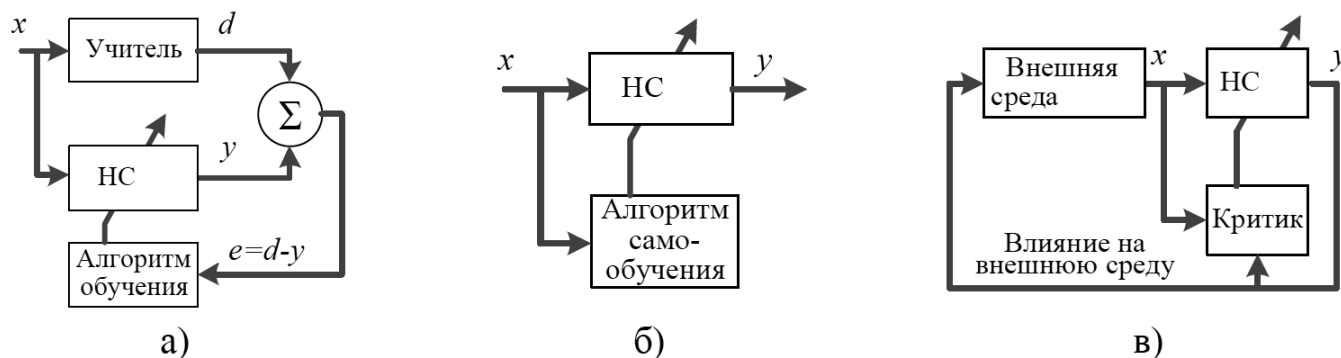 x
Учитель
d
Σ
НС
y
Алгоритм
обучения
e=d-y
а)
x
НС
y
Алгоритм
само-
обучения
б)
Внешняя
среда
x
НС
y
Критик
Влияние на
внешнюю среду
в)